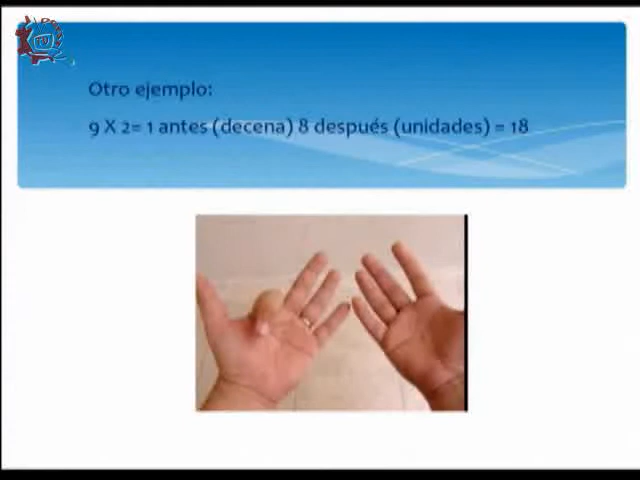 Otro ejemplo:
9 X 2= 1 antes (decena) 8 después (unidades) = 18